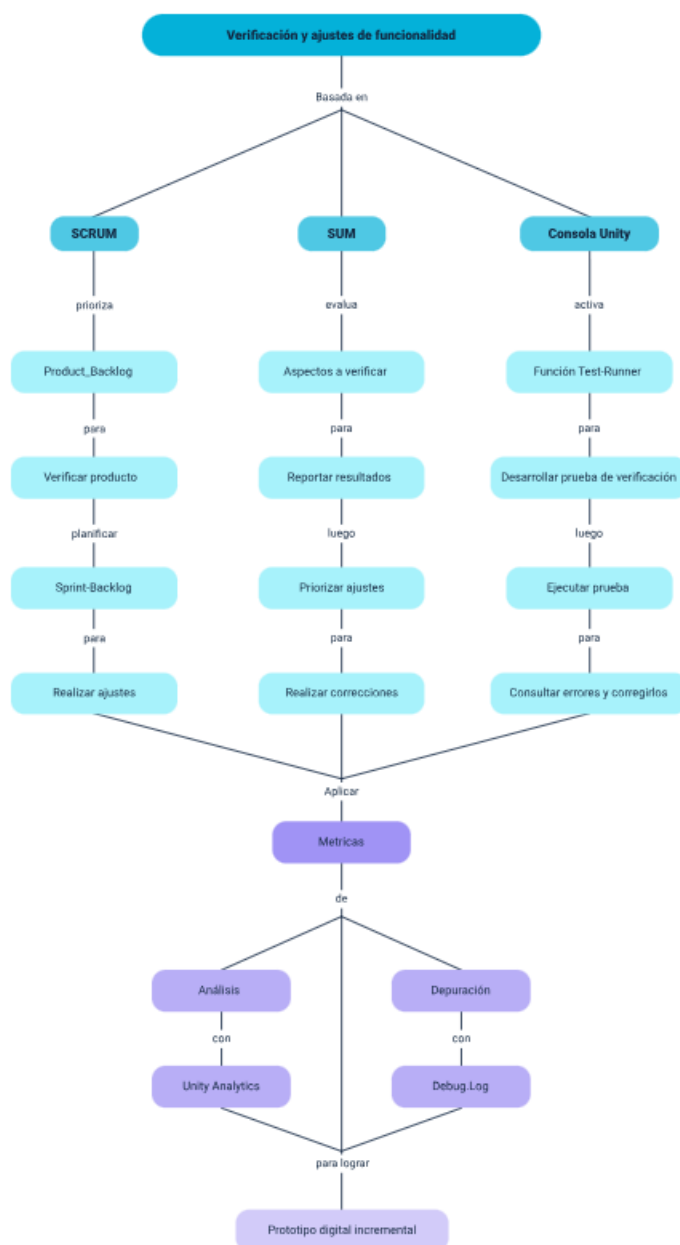 Verificación y ajustes de funcionalidad
Basada en
SCRUM
SUM
Consola Unity
prioriza
evalua
activa
Product_Backlog
Aspectos a verificar
Función Test-Runner
para
para
para
Verificar producto
Reportar resultados
Desarrollar prueba de verificación
planificar
luego
luego
Sprint-Backlog
Priorizar ajustes
Ejecutar prueba
para
para
para
Realizar ajustes
Realizar correcciones
Consultar errores y corregirlos
Aplicar
Metricas
de
Análisis
Depuración
con
con
Unity Analytics
Debug.Log
para lograr
Prototipo digital incremental